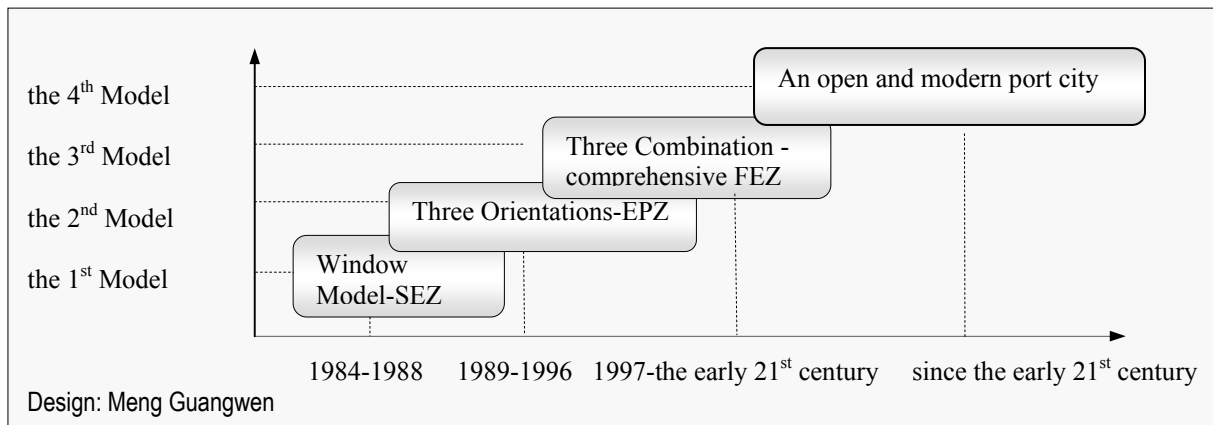 the 4th Model
An open and modern port city
the 3rd Model
Three Combination -
comprehensive FEZ
the 2nd Model
Three Orientations-EPZ
the 1st Model
Window
Model-SEZ
1984-1988
1989-1996
1997-the early 21st century
since the early 21st century
Design: Meng Guangwen